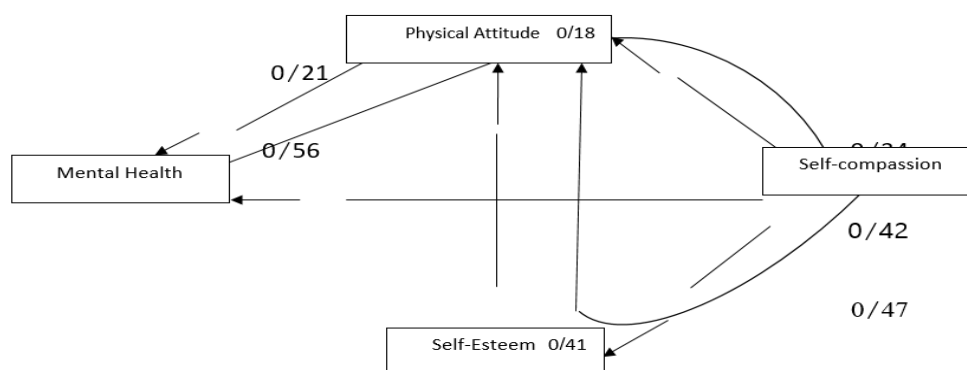 Physical Attitude 0/18
0/21
0/56
Mental Health
Self-compassion
0/42
0/47
Self-Esteem 0/41